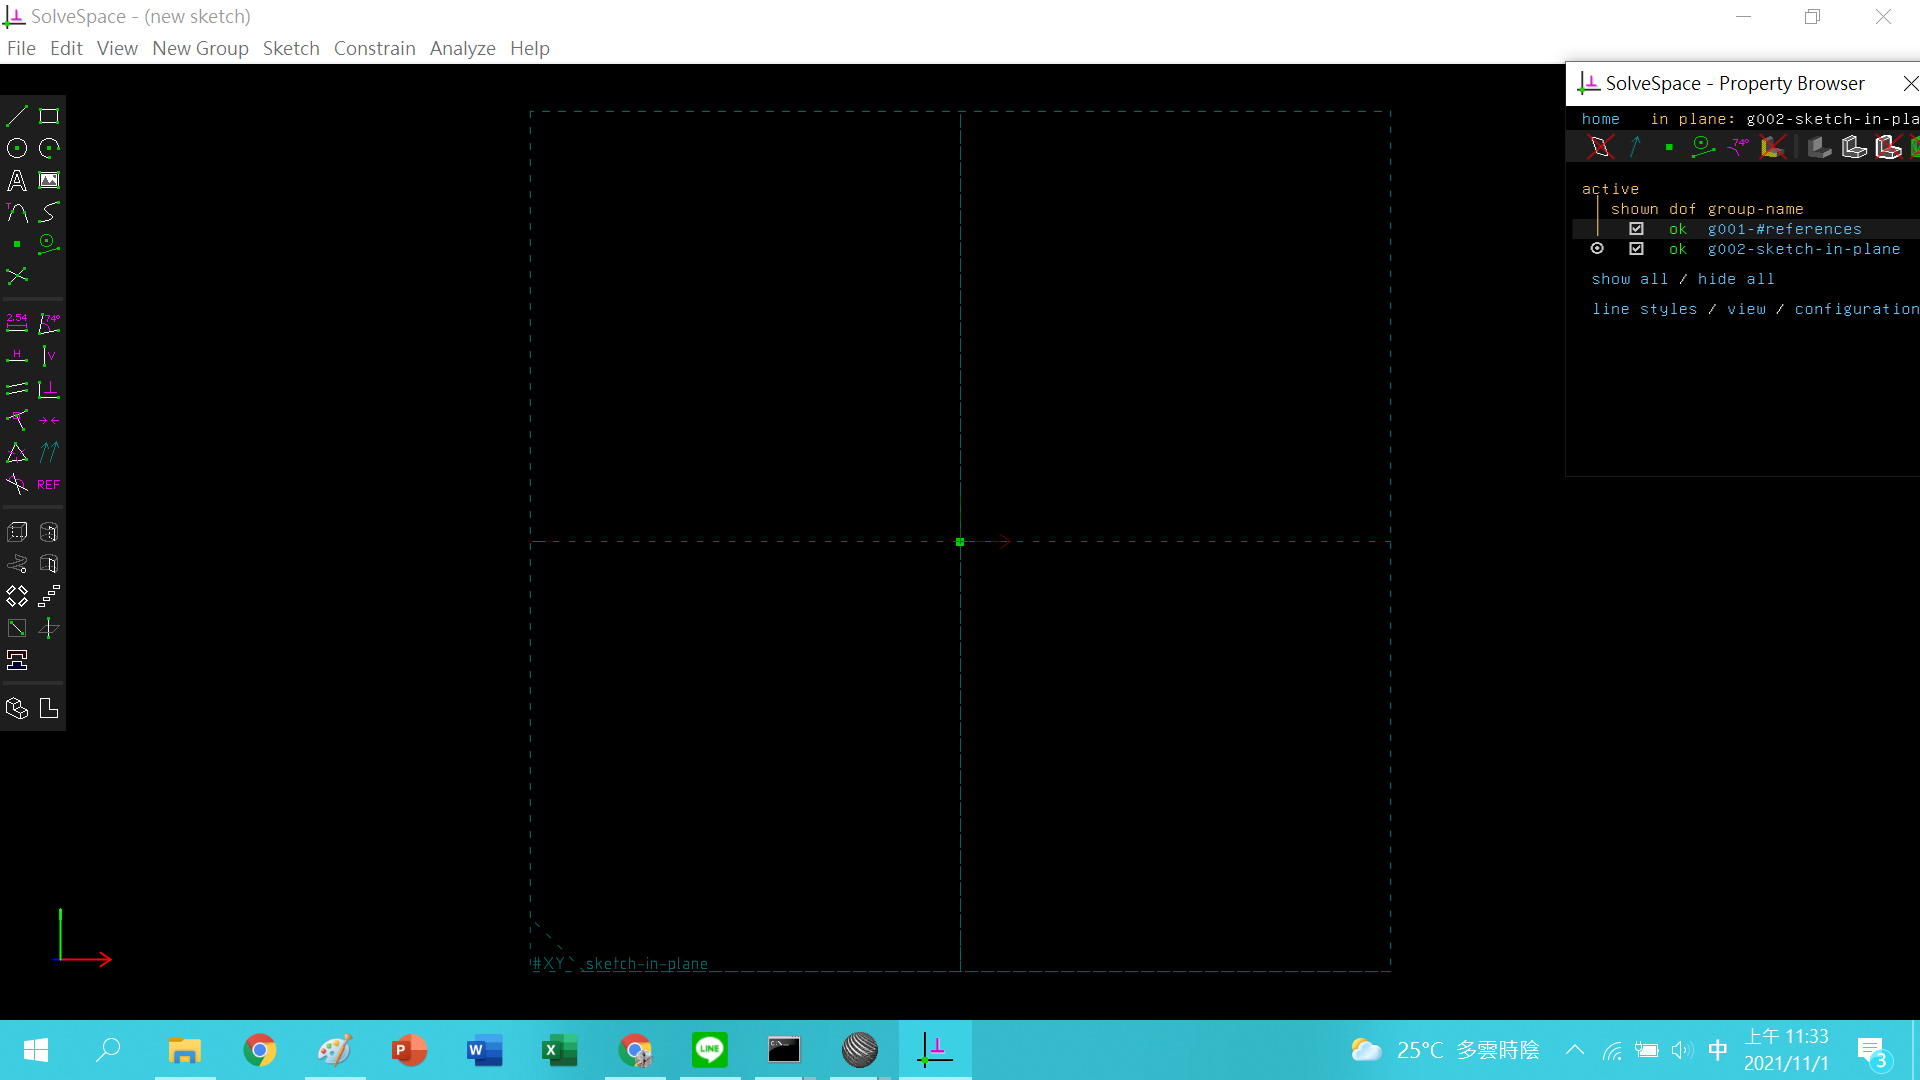 SolveSpace - (new sketch)
File Edit View New Group Sketch Constrain Analyze Help
SolveSpace - Property Browser
home in plane: g002-sketch-in-pla
74º
active
shown dof group-name
ok g001-#references
ok g002-sketch-in-plane
show all / hide all
line styles / view / configuration
A
T
2.54 74º
H V
REF
#XY
sketch-in-plane
P W X LINE C:\
25°C 多雲時陰
中
上午 11:33
2021/11/1
3